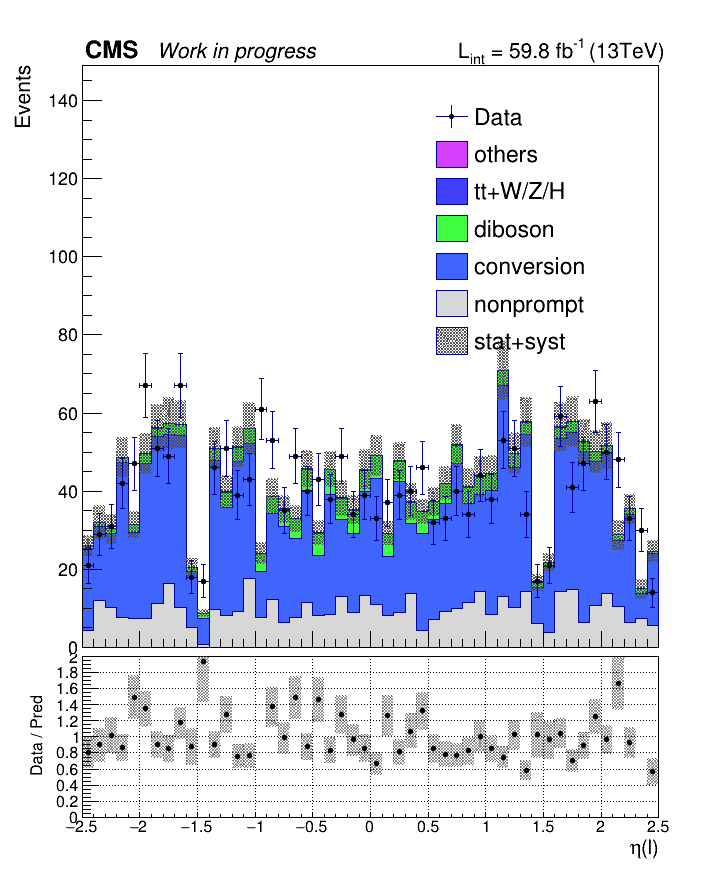 CMS Work in progress L_int = 59.8 fb^-1 (13TeV)
Events
140
120
100
80
60
40
20
0
Data
others
tt+W/Z/H
diboson
conversion
nonprompt
stat+syst
Data / Pred
2
1.8
1.6
1.4
1.2
1
0.8
0.6
0.4
0.2
0
−2.5 −2 −1.5 −1 −0.5 0 0.5 1 1.5 2 2.5
η(l)